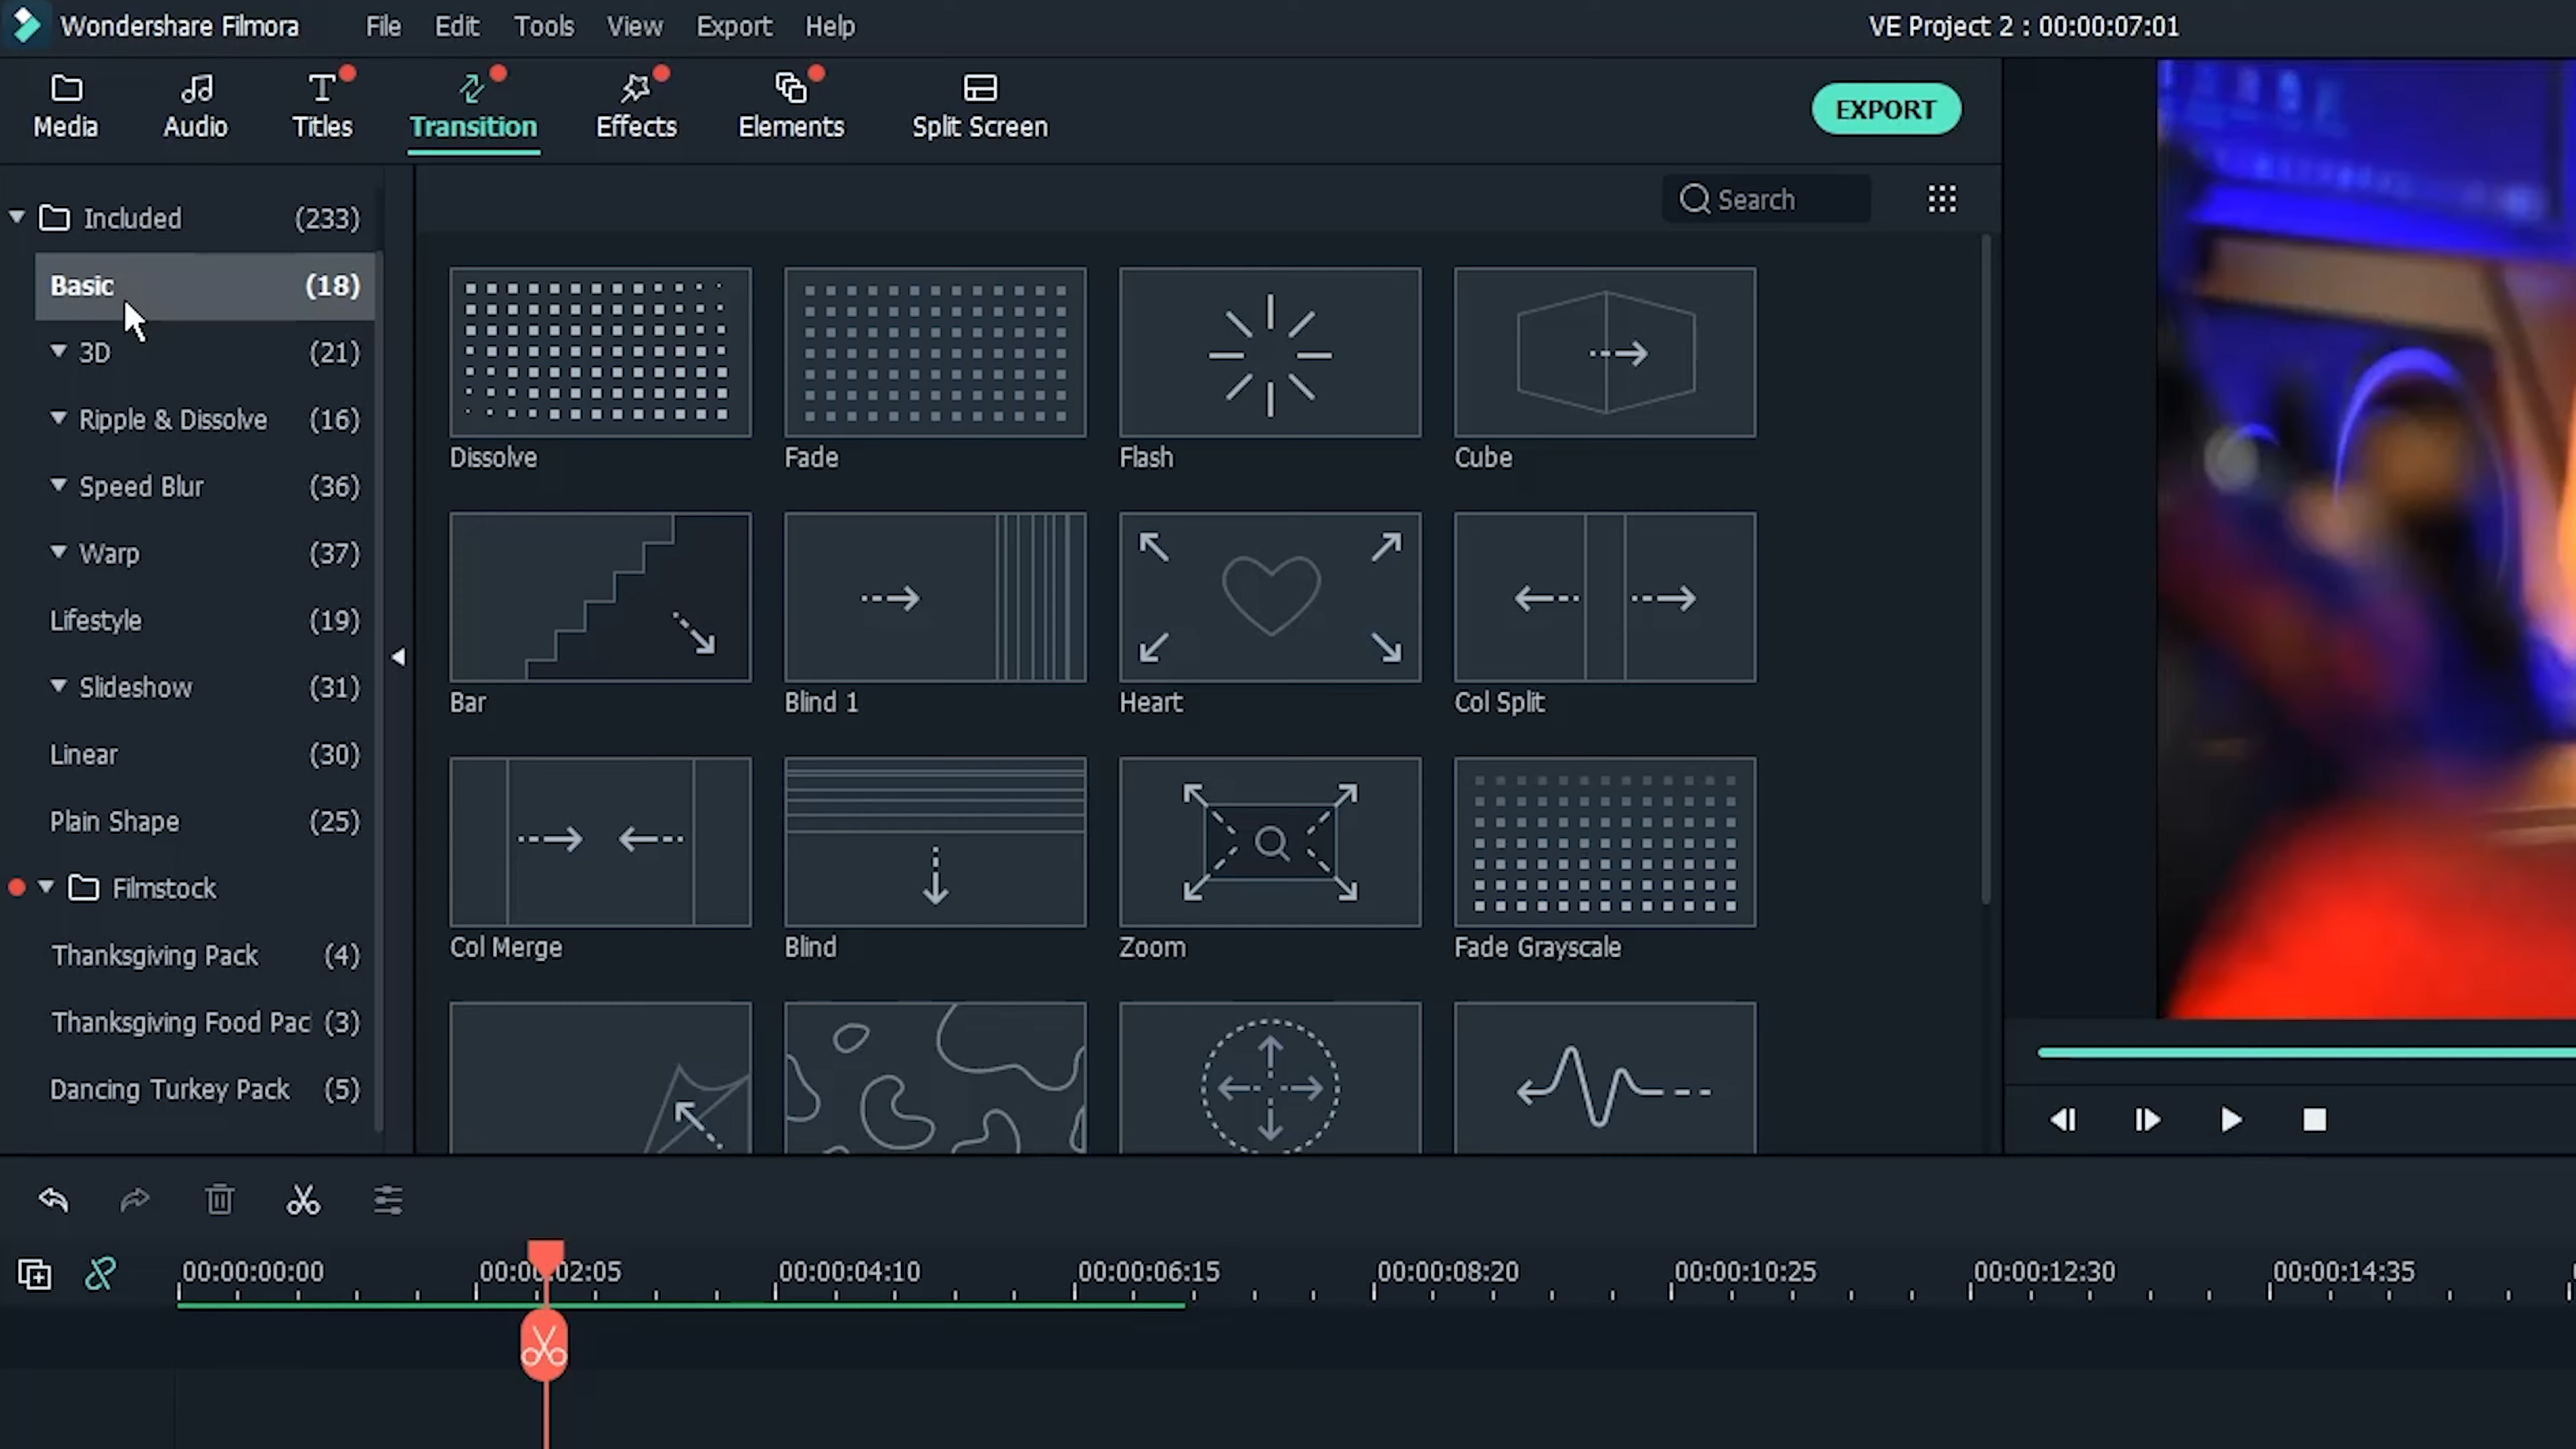 Wondershare Filmora File Edit Tools View Export Help VE Project 2 : 00:00:07:01
Media Audio Titles Transition Effects Elements Split Screen EXPORT
Search
Included (233)
Basic (18)
3D (21)
Ripple & Dissolve (16)
Speed Blur (36)
Warp (37)
Lifestyle (19)
Slideshow (31)
Linear (30)
Plain Shape (25)
Filmstock
Thanksgiving Pack (4)
Thanksgiving Food Pac (3)
Dancing Turkey Pack (5)
Dissolve Fade Flash Cube
Bar Blind 1 Heart Col Split
Col Merge Blind Zoom Fade Grayscale
00:00:00:00 00:00:02:05 00:00:04:10 00:00:06:15 00:00:08:20 00:00:10:25 00:00:12:30 00:00:14:35